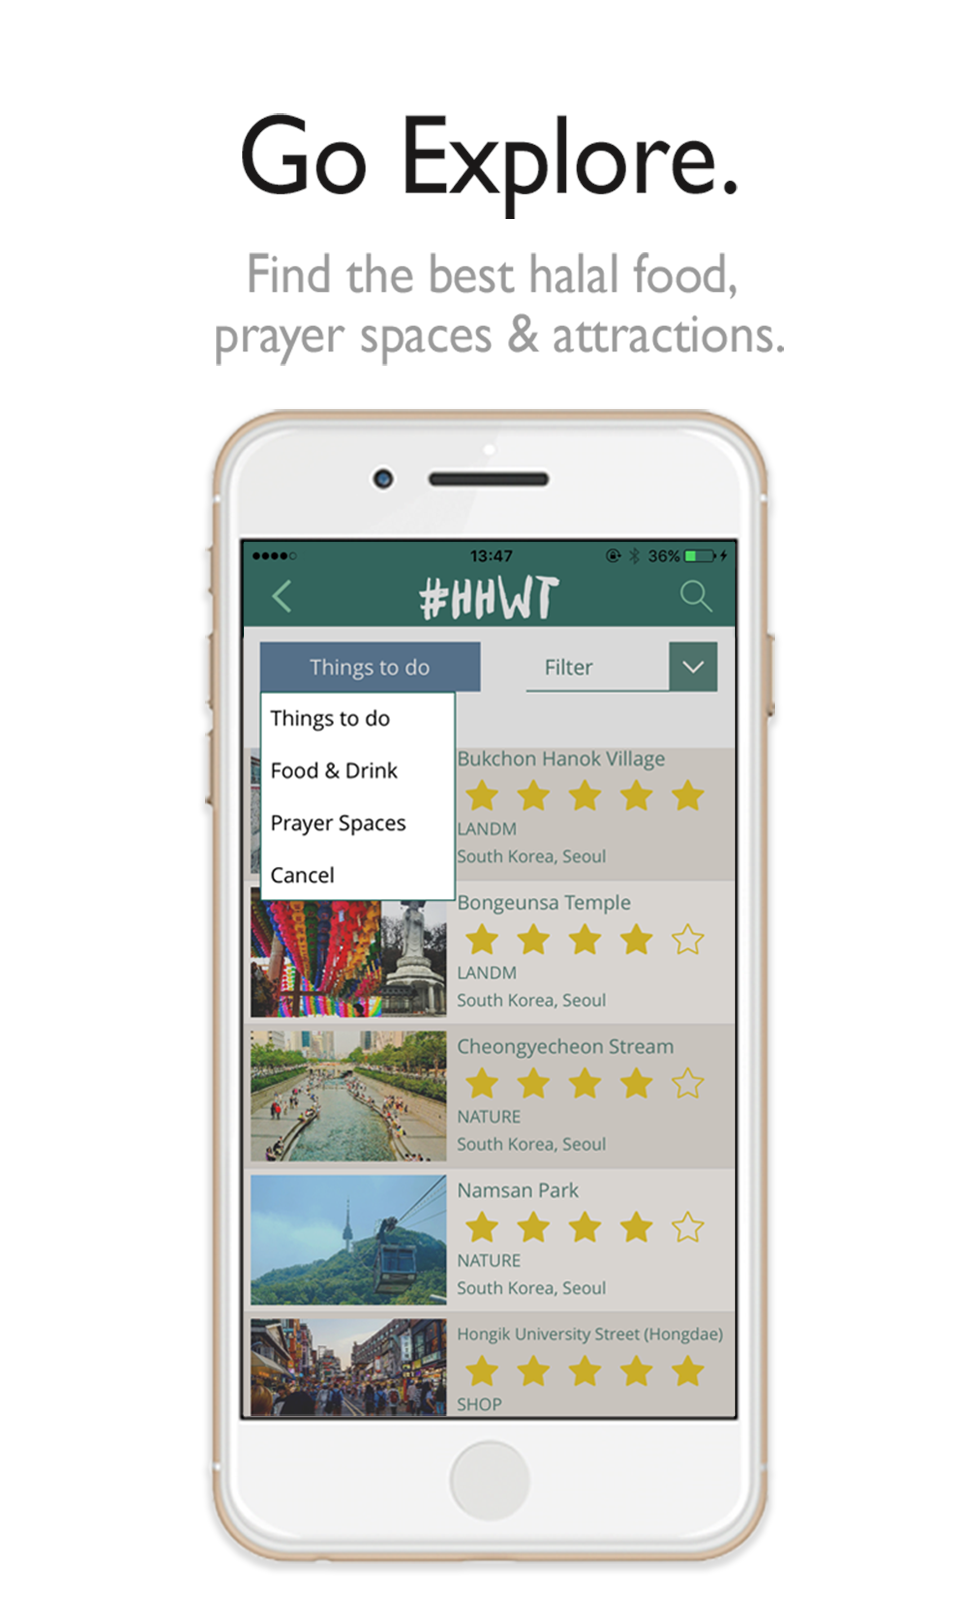 Go Explore.
Find the best halal food,
prayer spaces & attractions.
13:47
36%
#HHWT
Things to do
Filter
Things to do
Food & Drink
Prayer Spaces
Cancel
Bukchon Hanok Village
LANDM
South Korea, Seoul
Bongeunsa Temple
LANDM
South Korea, Seoul
Cheongyecheon Stream
NATURE
South Korea, Seoul
Namsan Park
NATURE
South Korea, Seoul
Hongik University Street (Hongdae)
SHOP